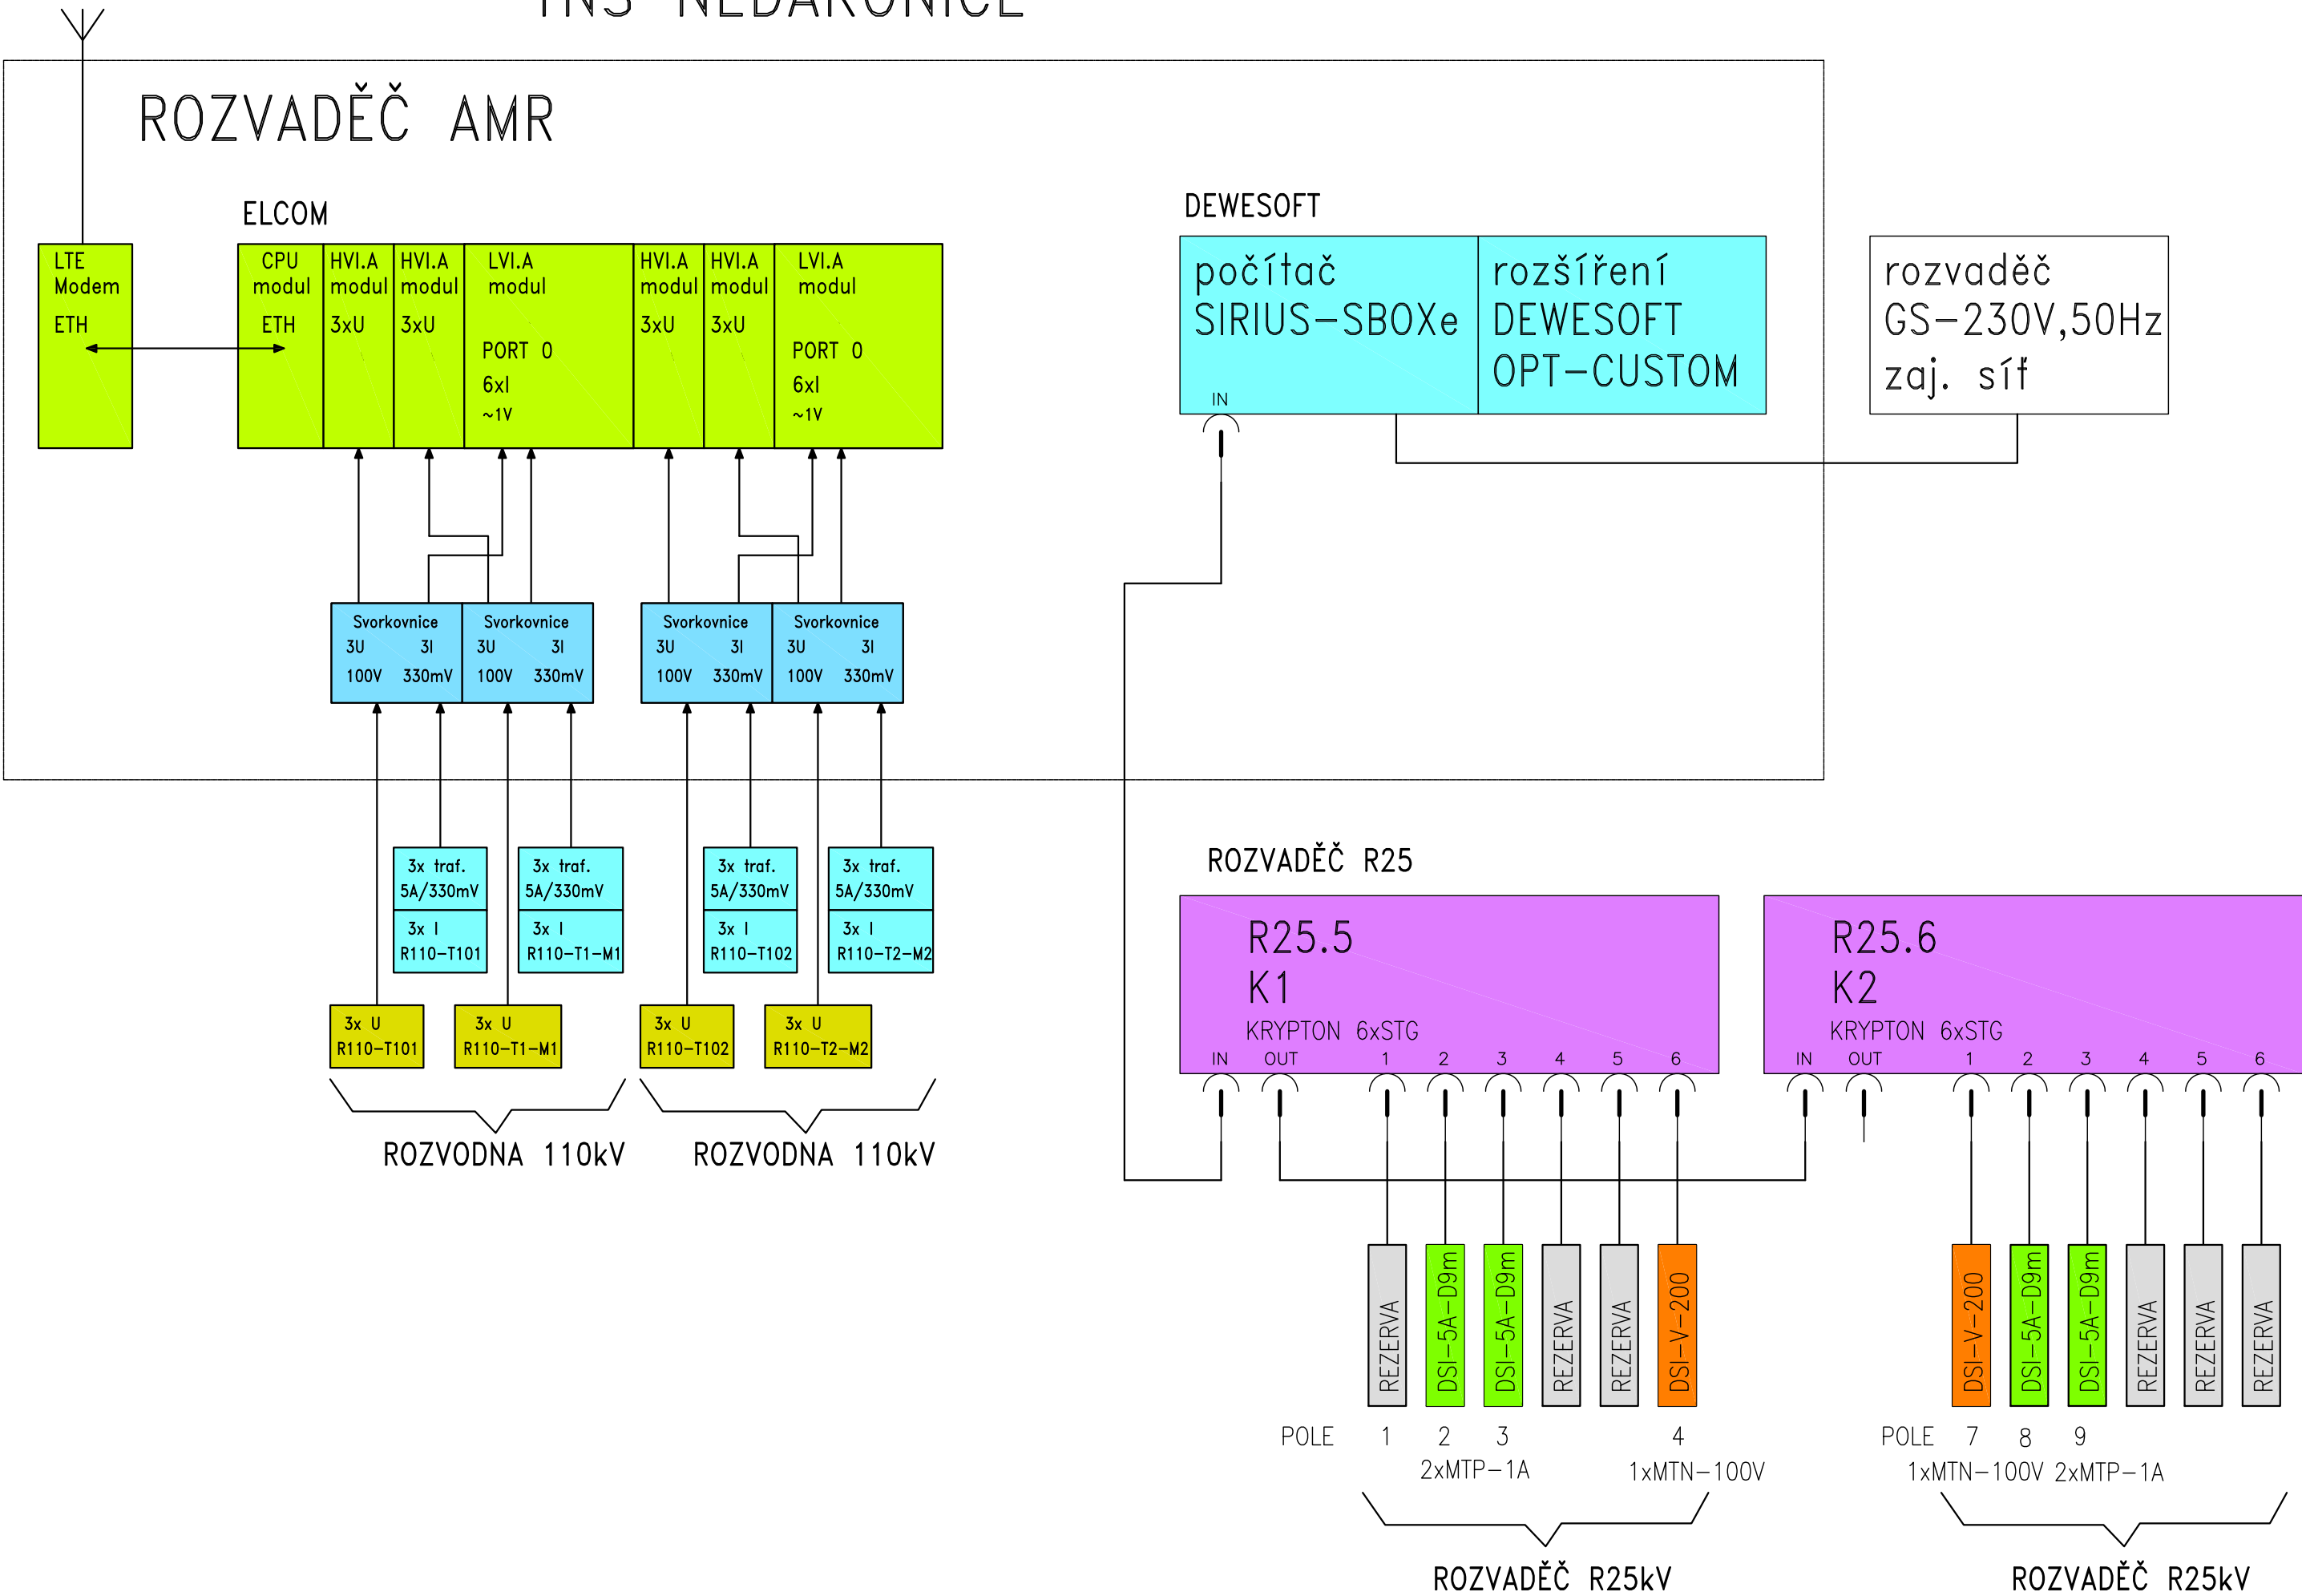 TNS NEDAKONICE
ROZVADĚČ AMR
ELCOM
DEWESOFT
LTE
Modem
ETH
CPU
modul
ETH
HVI.A
modul
3xU
HVI.A
modul
3xU
LVI.A
modul
PORT 0
6xI
~1V
HVI.A
modul
3xU
HVI.A
modul
3xU
LVI.A
modul
PORT 0
6xI
~1V
počítač
SIRIUS-SBOXe
IN
rozšíření
DEWESOFT
OPT-CUSTOM
rozvaděč
GS-230V,50Hz
zaj. síť
Svorkovnice
3U 3I
100V 330mV
Svorkovnice
3U 3I
100V 330mV
Svorkovnice
3U 3I
100V 330mV
Svorkovnice
3U 3I
100V 330mV
3x traf.
5A/330mV
3x I
R110-T101
3x traf.
5A/330mV
3x I
R110-T1-M1
3x traf.
5A/330mV
3x I
R110-T102
3x traf.
5A/330mV
3x I
R110-T2-M2
3x U
R110-T101
3x U
R110-T1-M1
3x U
R110-T102
3x U
R110-T2-M2
ROZVODNA 110kV
ROZVODNA 110kV
ROZVADĚČ R25
R25.5
K1
KRYPTON 6xSTG
IN OUT 1 2 3 4 5 6
R25.6
K2
KRYPTON 6xSTG
IN OUT 1 2 3 4 5 6
REZERVA
DSI-5A-D9m
DSI-5A-D9m
REZERVA
REZERVA
DSI-V-200
DSI-V-200
DSI-5A-D9m
DSI-5A-D9m
REZERVA
REZERVA
REZERVA
POLE 1 2 3 4
2xMTP-1A 1xMTN-100V
POLE 7 8 9
1xMTN-100V 2xMTP-1A
ROZVADĚČ R25kV
ROZVADĚČ R25kV